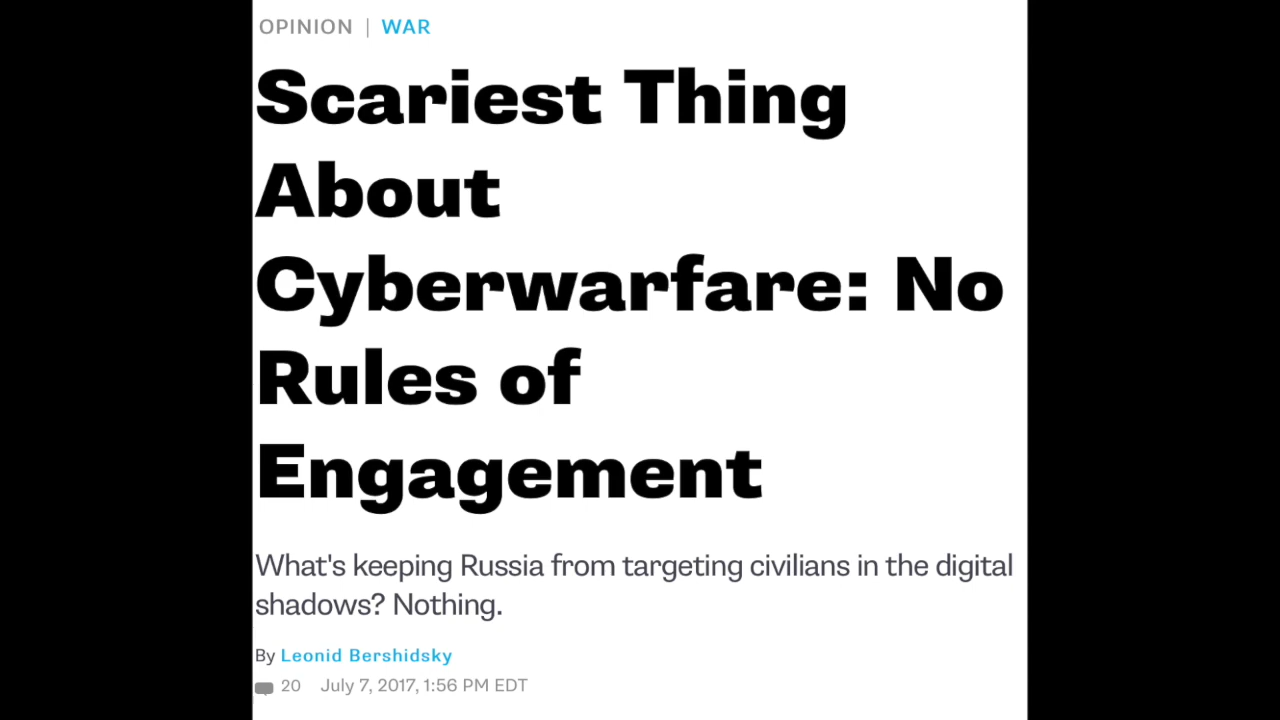 OPINION | WAR
Scariest Thing
About
Cyberwarfare: No
Rules of
Engagement
What's keeping Russia from targeting civilians in the digital
shadows? Nothing.
By Leonid Bershidsky
20 July 7, 2017, 1:56 PM EDT